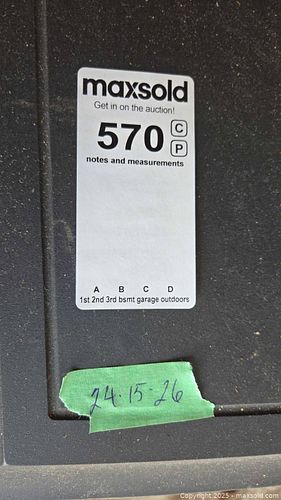 maxsold
Get in on the auction!
570 C
P
notes and measurements
A B C D
1st 2nd 3rd bsmt garage outdoors
24.15.26
Copyright 2025 - maxsold.com